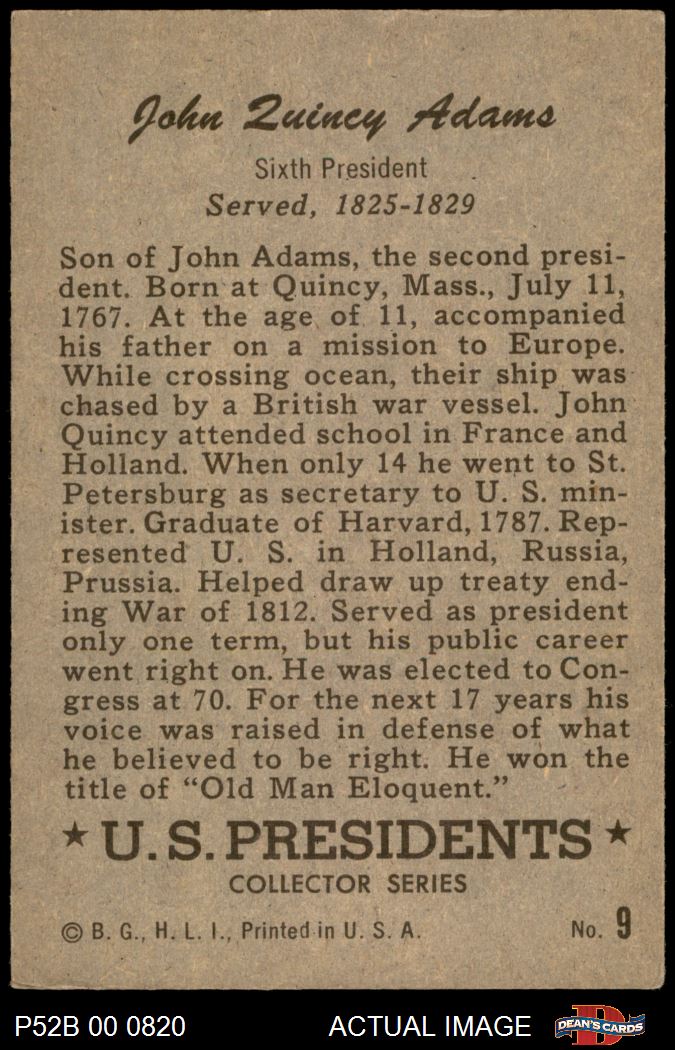 John Quincy Adams
Sixth President
Served, 1825-1829
Son of John Adams, the second presi-
dent. Born at Quincy, Mass., July 11,
1767. At the age of 11, accompanied
his father on a mission to Europe.
While crossing ocean, their ship was
chased by a British war vessel. John
Quincy attended school in France and
Holland. When only 14 he went to St.
Petersburg as secretary to U. S. min-
ister. Graduate of Harvard, 1787. Rep-
resented U. S. in Holland, Russia,
Prussia. Helped draw up treaty end-
ing War of 1812. Served as president
only one term, but his public career
went right on. He was elected to Con-
gress at 70. For the next 17 years his
voice was raised in defense of what
he believed to be right. He won the
title of “Old Man Eloquent.”
★ U.S. PRESIDENTS ★
COLLECTOR SERIES
© B. G., H. L. I., Printed in U. S. A. No. 9
P52B 00 0820 ACTUAL IMAGE DEAN'S CARDS